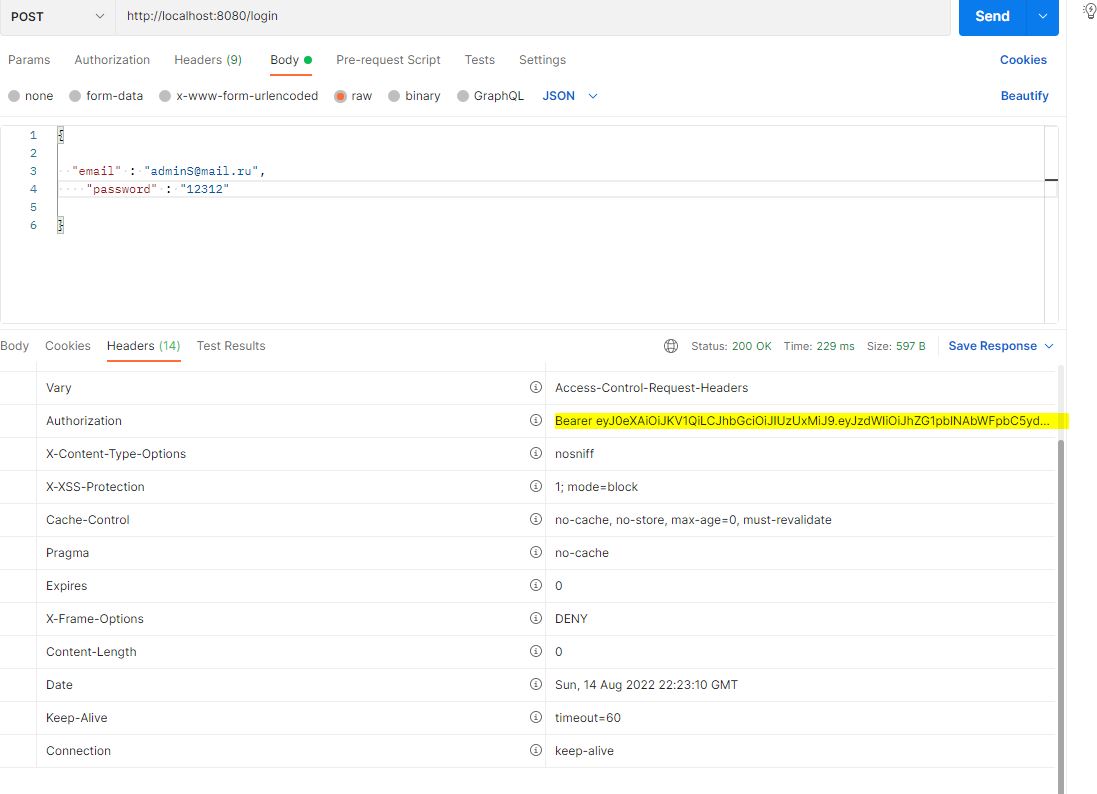 POST http://localhost:8080/login Send
Params Authorization Headers (9) Body Pre-request Script Tests Settings Cookies
none form-data x-www-form-urlencoded raw binary GraphQL JSON Beautify
1 {
2
3 "email" : "adminS@mail.ru",
4 "password" : "12312"
5
6 }
Body Cookies Headers (14) Test Results Status: 200 OK Time: 229 ms Size: 597 B Save Response
Vary Access-Control-Request-Headers
Authorization Bearer eyJ0eXAiOiJKV1QiLCJhbGciOiJIUzUxMiJ9.eyJzdWIiOiJhZG1pblNAbWFpbC5yd...
X-Content-Type-Options nosniff
X-XSS-Protection 1; mode=block
Cache-Control no-cache, no-store, max-age=0, must-revalidate
Pragma no-cache
Expires 0
X-Frame-Options DENY
Content-Length 0
Date Sun, 14 Aug 2022 22:23:10 GMT
Keep-Alive timeout=60
Connection keep-alive